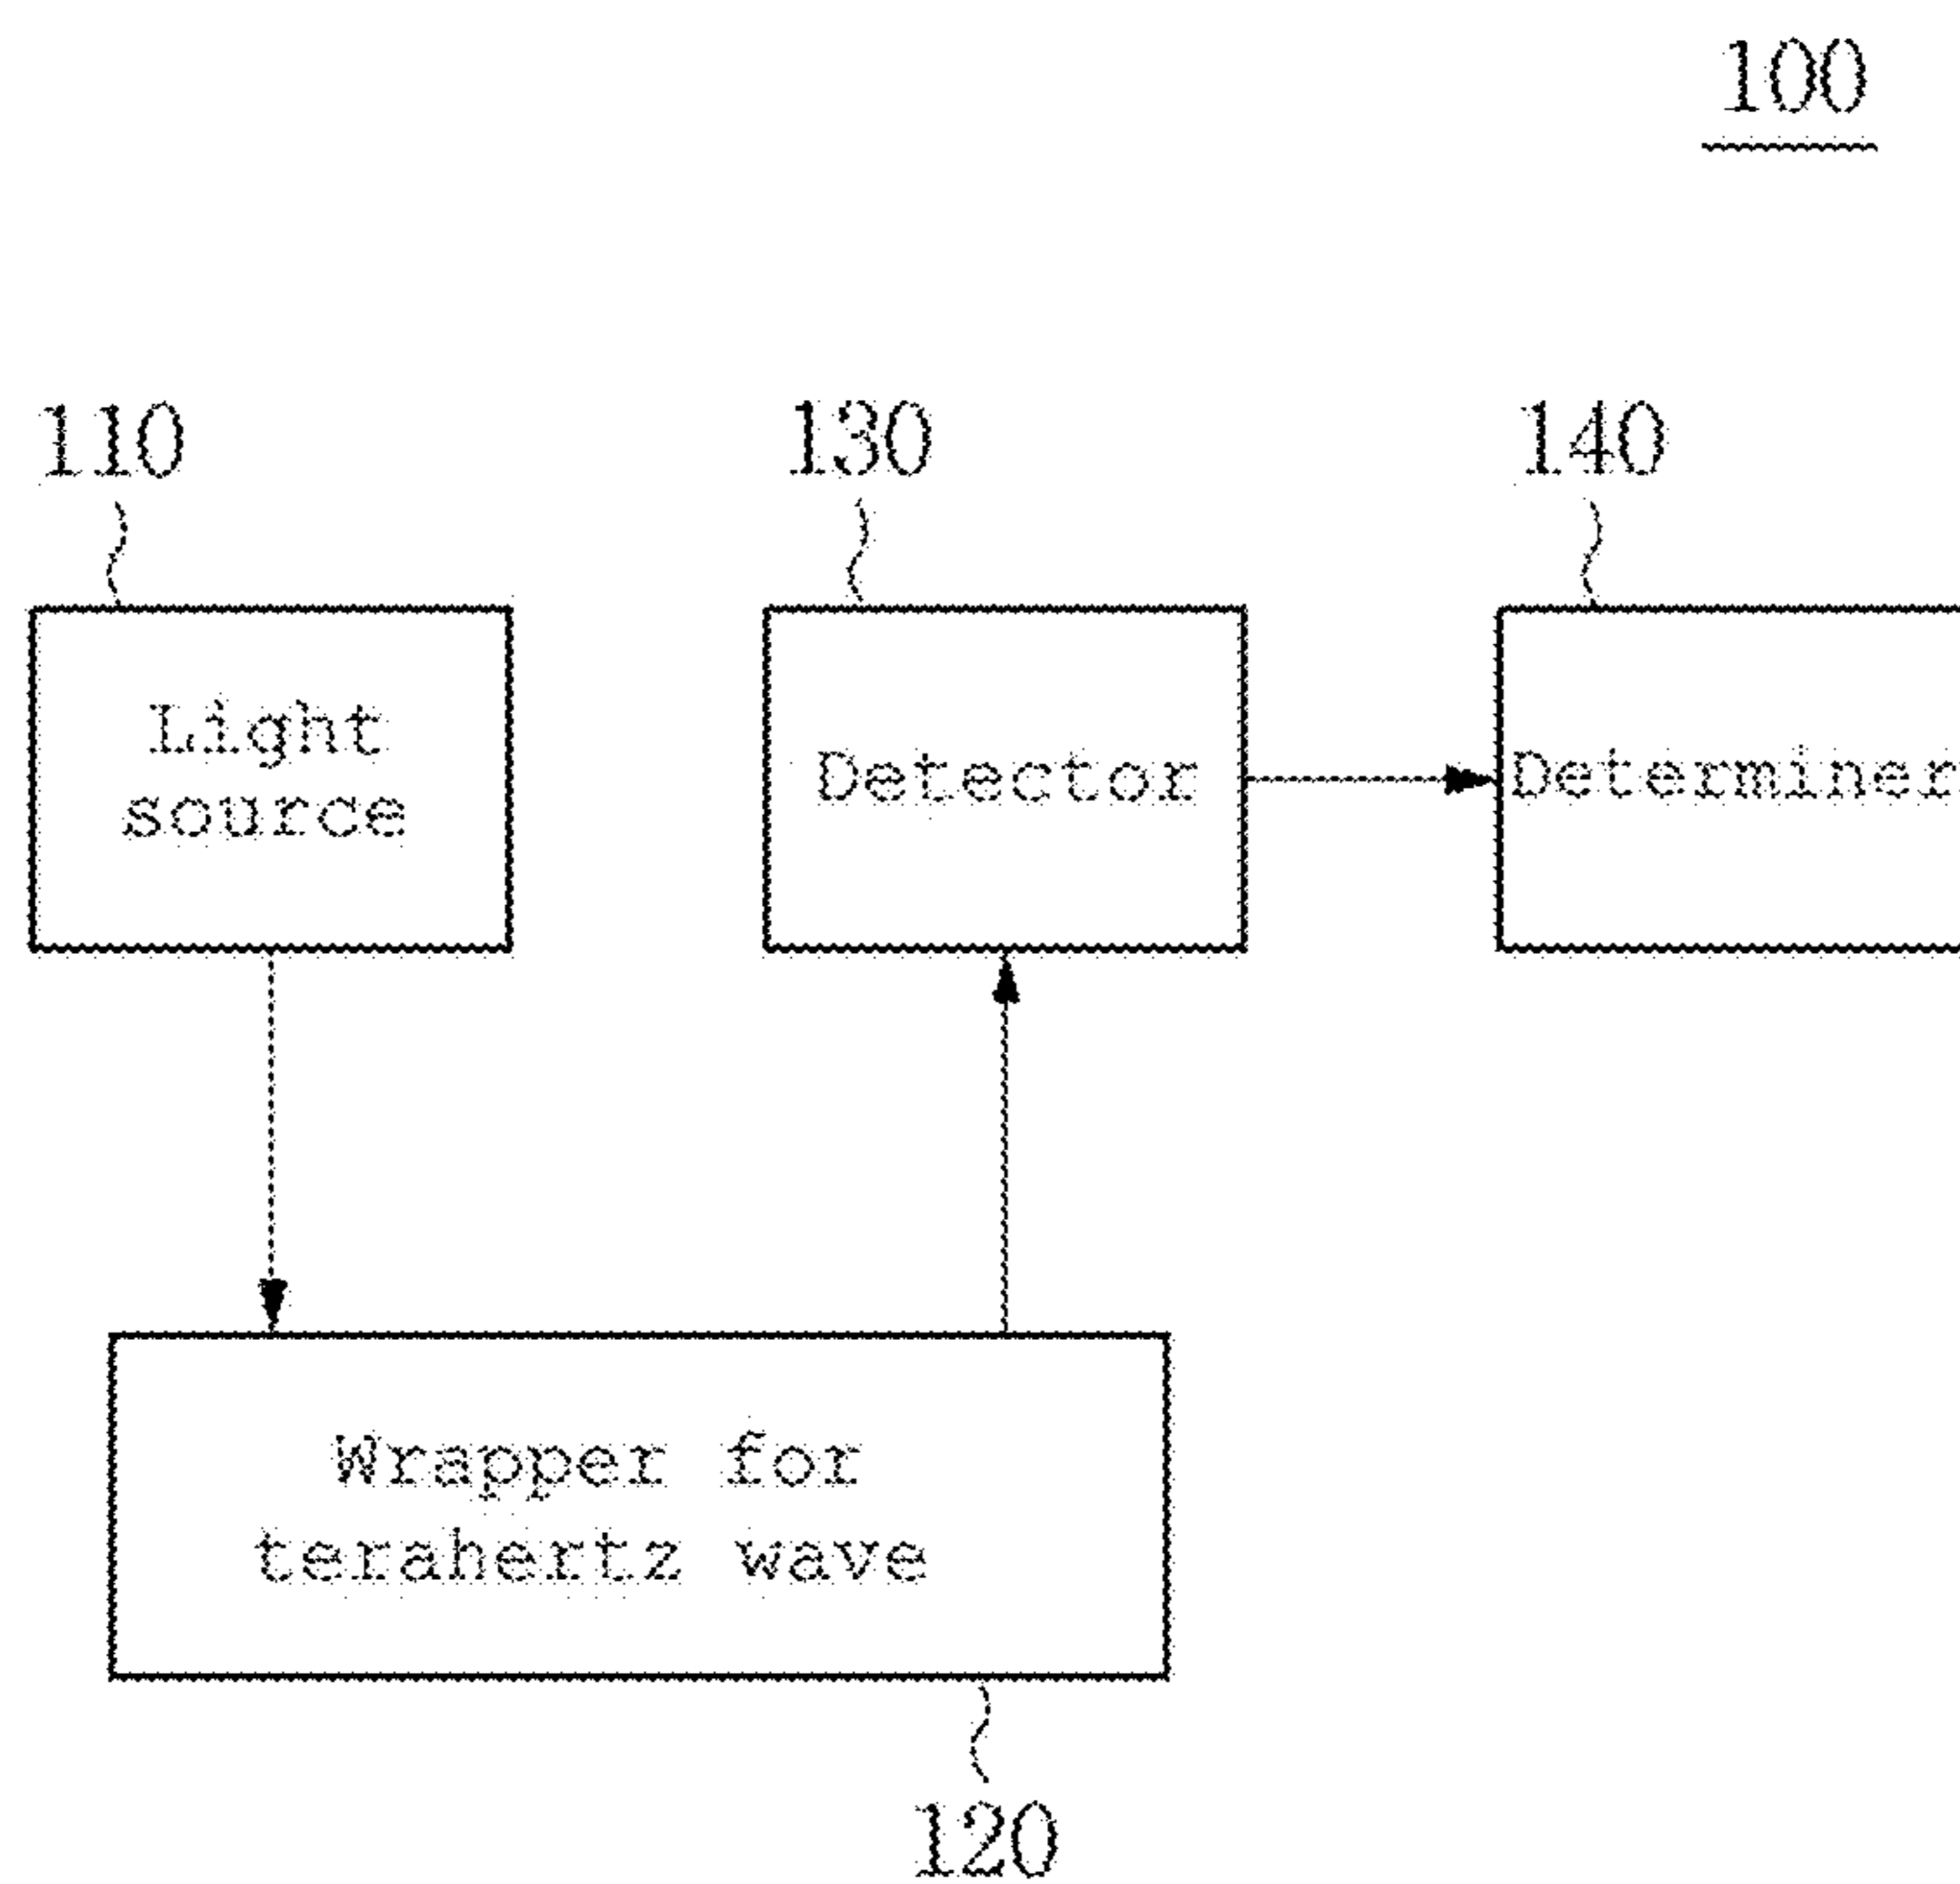 100
110
130
140
Light
source
Detector
Determiner
Wrapper for
terahertz wave
120